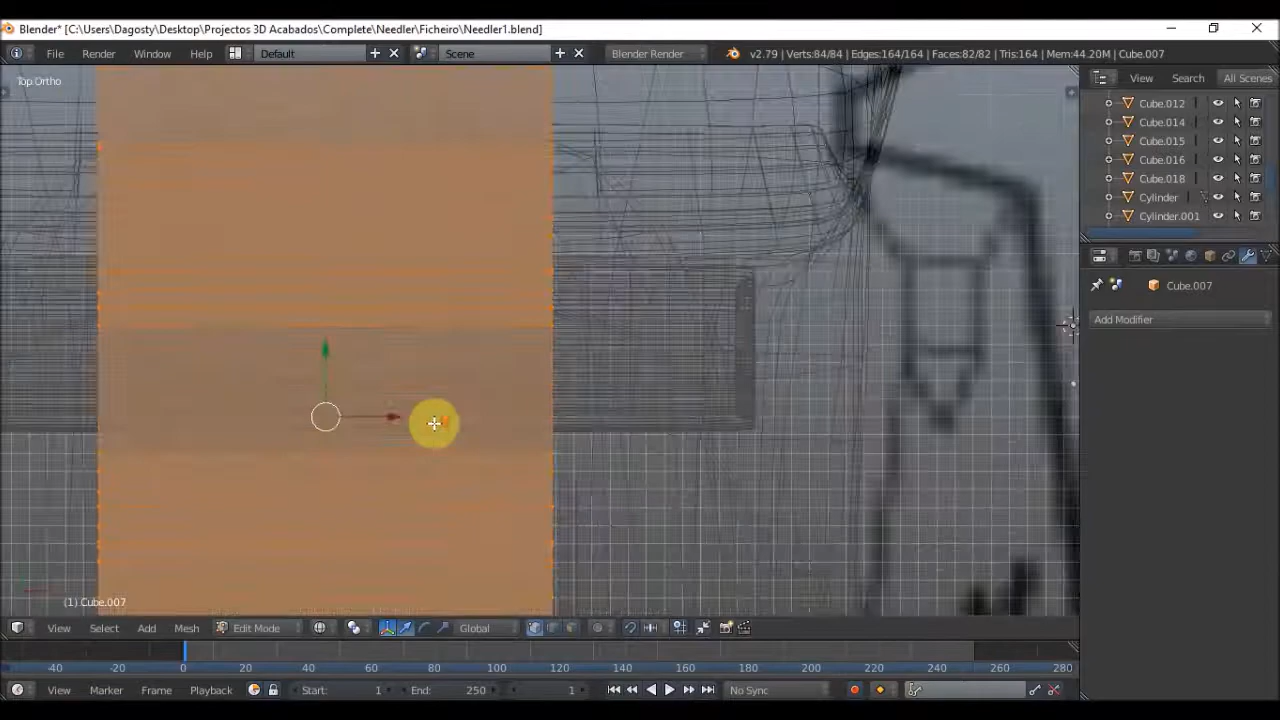 Blender* [C:\Users\Dagosty\Desktop\Projectos 3D Acabados\Complete\Needler\Ficheiro\Needler1.blend]
File Render Window Help Default Scene Blender Render v2.79 | Verts:84/84 | Edges:164/164 | Faces:82/82 | Tris:164 | Mem:44.20M | Cube.007
Top Ortho
View Search All Scenes
Cube.012
Cube.014
Cube.015
Cube.016
Cube.018
Cylinder
Cylinder.001
Cube.007
Add Modifier
(1) Cube.007
View Select Add Mesh Edit Mode Global
-40 -20 0 20 40 60 80 100 120 140 160 180 200 220 240 260 280
View Marker Frame Playback Start: 1 End: 250 1 No Sync